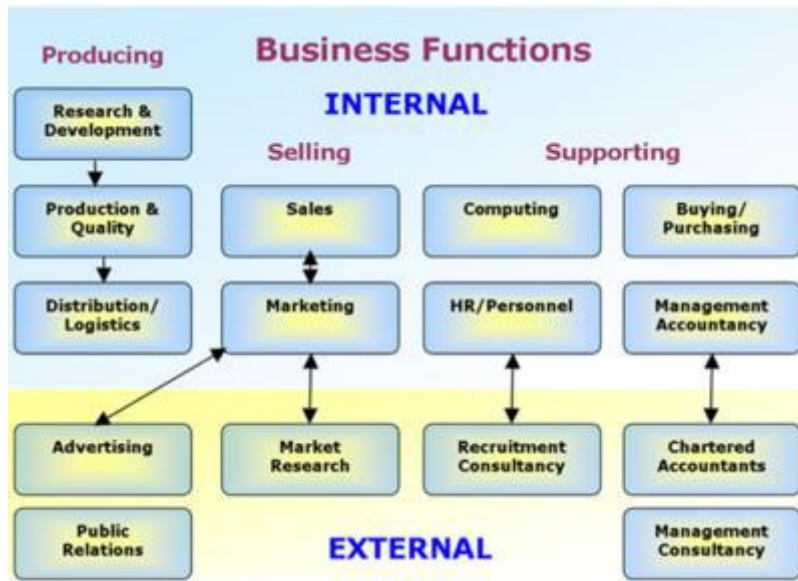 Producing
Business Functions
INTERNAL
Research &
Development
Selling
Supporting
Production &
Quality
Sales
Computing
Buying/
Purchasing
Distribution/
Logistics
Marketing
HR/Personnel
Management
Accountancy
Advertising
Market
Research
Recruitment
Consultancy
Chartered
Accountants
Public
Relations
EXTERNAL
Management
Consultancy